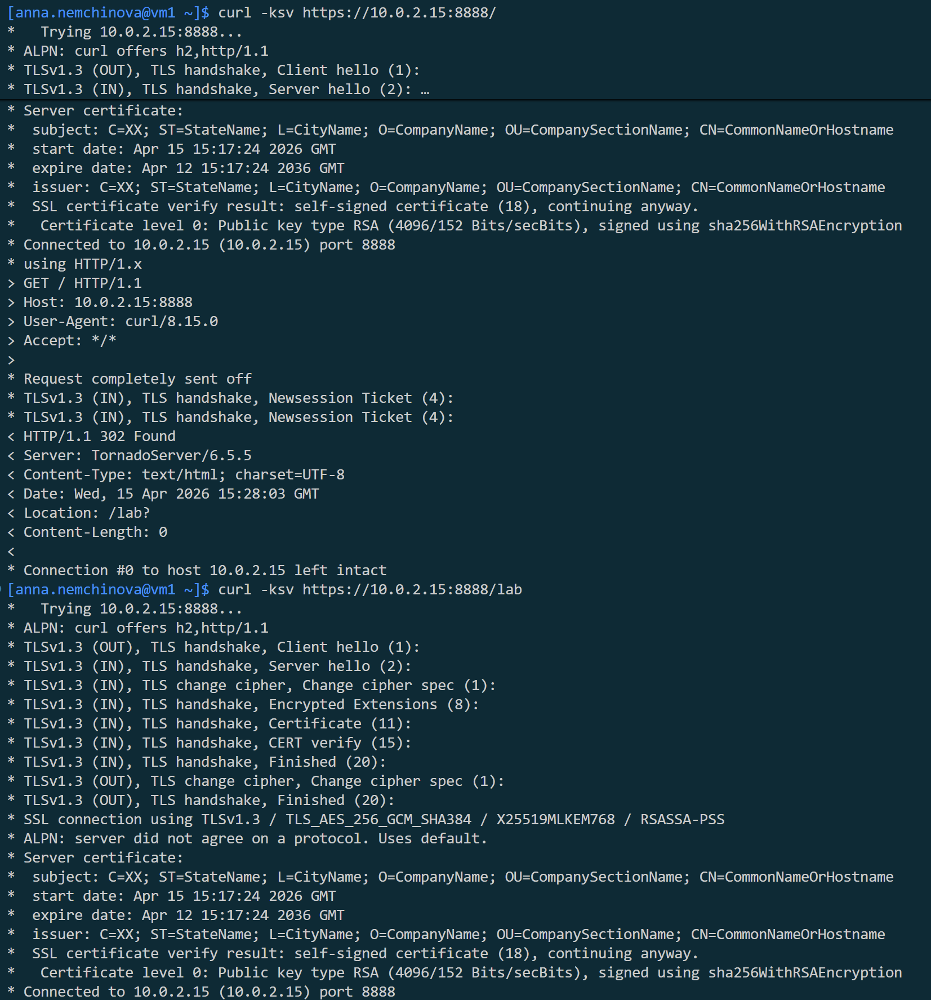 [anna.nemchinova@vm1 ~]$ curl -ksv https://10.0.2.15:8888/
*   Trying 10.0.2.15:8888...
* ALPN: curl offers h2,http/1.1
* TLSv1.3 (OUT), TLS handshake, Client hello (1):
* TLSv1.3 (IN), TLS handshake, Server hello (2): …
* Server certificate:
*  subject: C=XX; ST=StateName; L=CityName; O=CompanyName; OU=CompanySectionName; CN=CommonNameOrHostname
*  start date: Apr 15 15:17:24 2026 GMT
*  expire date: Apr 12 15:17:24 2036 GMT
*  issuer: C=XX; ST=StateName; L=CityName; O=CompanyName; OU=CompanySectionName; CN=CommonNameOrHostname
*  SSL certificate verify result: self-signed certificate (18), continuing anyway.
*   Certificate level 0: Public key type RSA (4096/152 Bits/secBits), signed using sha256WithRSAEncryption
* Connected to 10.0.2.15 (10.0.2.15) port 8888
* using HTTP/1.x
> GET / HTTP/1.1
> Host: 10.0.2.15:8888
> User-Agent: curl/8.15.0
> Accept: */*
>
* Request completely sent off
* TLSv1.3 (IN), TLS handshake, Newsession Ticket (4):
* TLSv1.3 (IN), TLS handshake, Newsession Ticket (4):
< HTTP/1.1 302 Found
< Server: TornadoServer/6.5.5
< Content-Type: text/html; charset=UTF-8
< Date: Wed, 15 Apr 2026 15:28:03 GMT
< Location: /lab?
< Content-Length: 0
<
* Connection #0 to host 10.0.2.15 left intact
[anna.nemchinova@vm1 ~]$ curl -ksv https://10.0.2.15:8888/lab
*   Trying 10.0.2.15:8888...
* ALPN: curl offers h2,http/1.1
* TLSv1.3 (OUT), TLS handshake, Client hello (1):
* TLSv1.3 (IN), TLS handshake, Server hello (2):
* TLSv1.3 (IN), TLS change cipher, Change cipher spec (1):
* TLSv1.3 (IN), TLS handshake, Encrypted Extensions (8):
* TLSv1.3 (IN), TLS handshake, Certificate (11):
* TLSv1.3 (IN), TLS handshake, CERT verify (15):
* TLSv1.3 (IN), TLS handshake, Finished (20):
* TLSv1.3 (OUT), TLS change cipher, Change cipher spec (1):
* TLSv1.3 (OUT), TLS handshake, Finished (20):
* SSL connection using TLSv1.3 / TLS_AES_256_GCM_SHA384 / X25519MLKEM768 / RSASSA-PSS
* ALPN: server did not agree on a protocol. Uses default.
* Server certificate:
*  subject: C=XX; ST=StateName; L=CityName; O=CompanyName; OU=CompanySectionName; CN=CommonNameOrHostname
*  start date: Apr 15 15:17:24 2026 GMT
*  expire date: Apr 12 15:17:24 2036 GMT
*  issuer: C=XX; ST=StateName; L=CityName; O=CompanyName; OU=CompanySectionName; CN=CommonNameOrHostname
*  SSL certificate verify result: self-signed certificate (18), continuing anyway.
*   Certificate level 0: Public key type RSA (4096/152 Bits/secBits), signed using sha256WithRSAEncryption
* Connected to 10.0.2.15 (10.0.2.15) port 8888